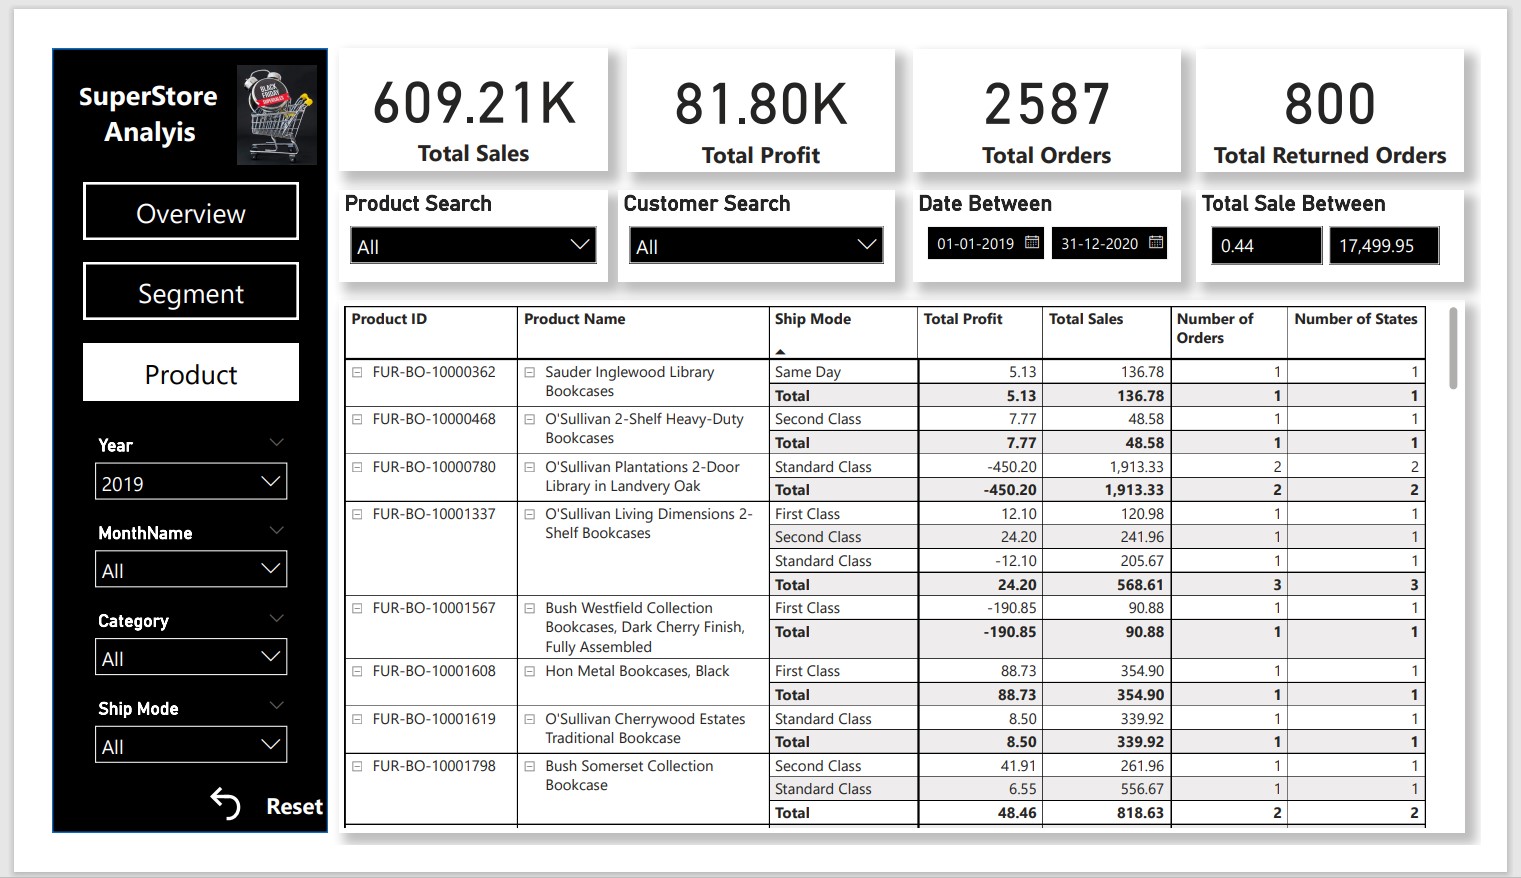 SuperStore
Analyis
BLACK
FRIDAY
609.21K
Total Sales
81.80K
Total Profit
2587
Total Orders
800
Total Returned Orders
Overview
Segment
Product
Year
2019
MonthName
All
Category
All
Ship Mode
All
Reset
Product Search
All
Customer Search
All
Date Between
01-01-2019 31-12-2020
Total Sale Between
0.44 17,499.95
Product ID Product Name Ship Mode Total Profit Total Sales Number of Orders Number of States
FUR-BO-10000362 Sauder Inglewood Library Bookcases Same Day 5.13 136.78 1 1
Total 5.13 136.78 1 1
FUR-BO-10000468 O'Sullivan 2-Shelf Heavy-Duty Bookcases Second Class 7.77 48.58 1 1
Total 7.77 48.58 1 1
FUR-BO-10000780 O'Sullivan Plantations 2-Door Library in Landvery Oak Standard Class -450.20 1,913.33 2 2
Total -450.20 1,913.33 2 2
FUR-BO-10001337 O'Sullivan Living Dimensions 2-Shelf Bookcases First Class 12.10 120.98 1 1
Second Class 24.20 241.96 1 1
Standard Class -12.10 205.67 1 1
Total 24.20 568.61 3 3
FUR-BO-10001567 Bush Westfield Collection Bookcases, Dark Cherry Finish, Fully Assembled First Class -190.85 90.88 1 1
Total -190.85 90.88 1 1
FUR-BO-10001608 Hon Metal Bookcases, Black First Class 88.73 354.90 1 1
Total 88.73 354.90 1 1
FUR-BO-10001619 O'Sullivan Cherrywood Estates Traditional Bookcase Standard Class 8.50 339.92 1 1
Total 8.50 339.92 1 1
FUR-BO-10001798 Bush Somerset Collection Bookcase Second Class 41.91 261.96 1 1
Standard Class 6.55 556.67 1 1
Total 48.46 818.63 2 2